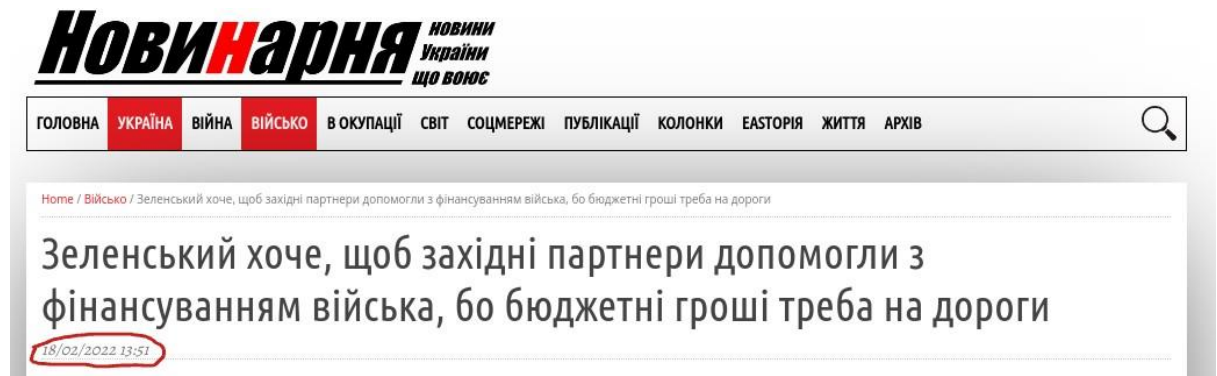 Новинарня
новини
України
що воює
ГОЛОВНА УКРАЇНА ВІЙНА ВІЙСЬКО В ОКУПАЦІЇ СВІТ СОЦМЕРЕЖІ ПУБЛІКАЦІЇ КОЛОНКИ EASTОРІЯ ЖИТТЯ АРХІВ
Home / Військо / Зеленський хоче, щоб західні партнери допомогли з фінансуванням війська, бо бюджетні гроші треба на дороги
Зеленський хоче, щоб західні партнери допомогли з
фінансуванням війська, бо бюджетні гроші треба на дороги
18/02/2022 13:51